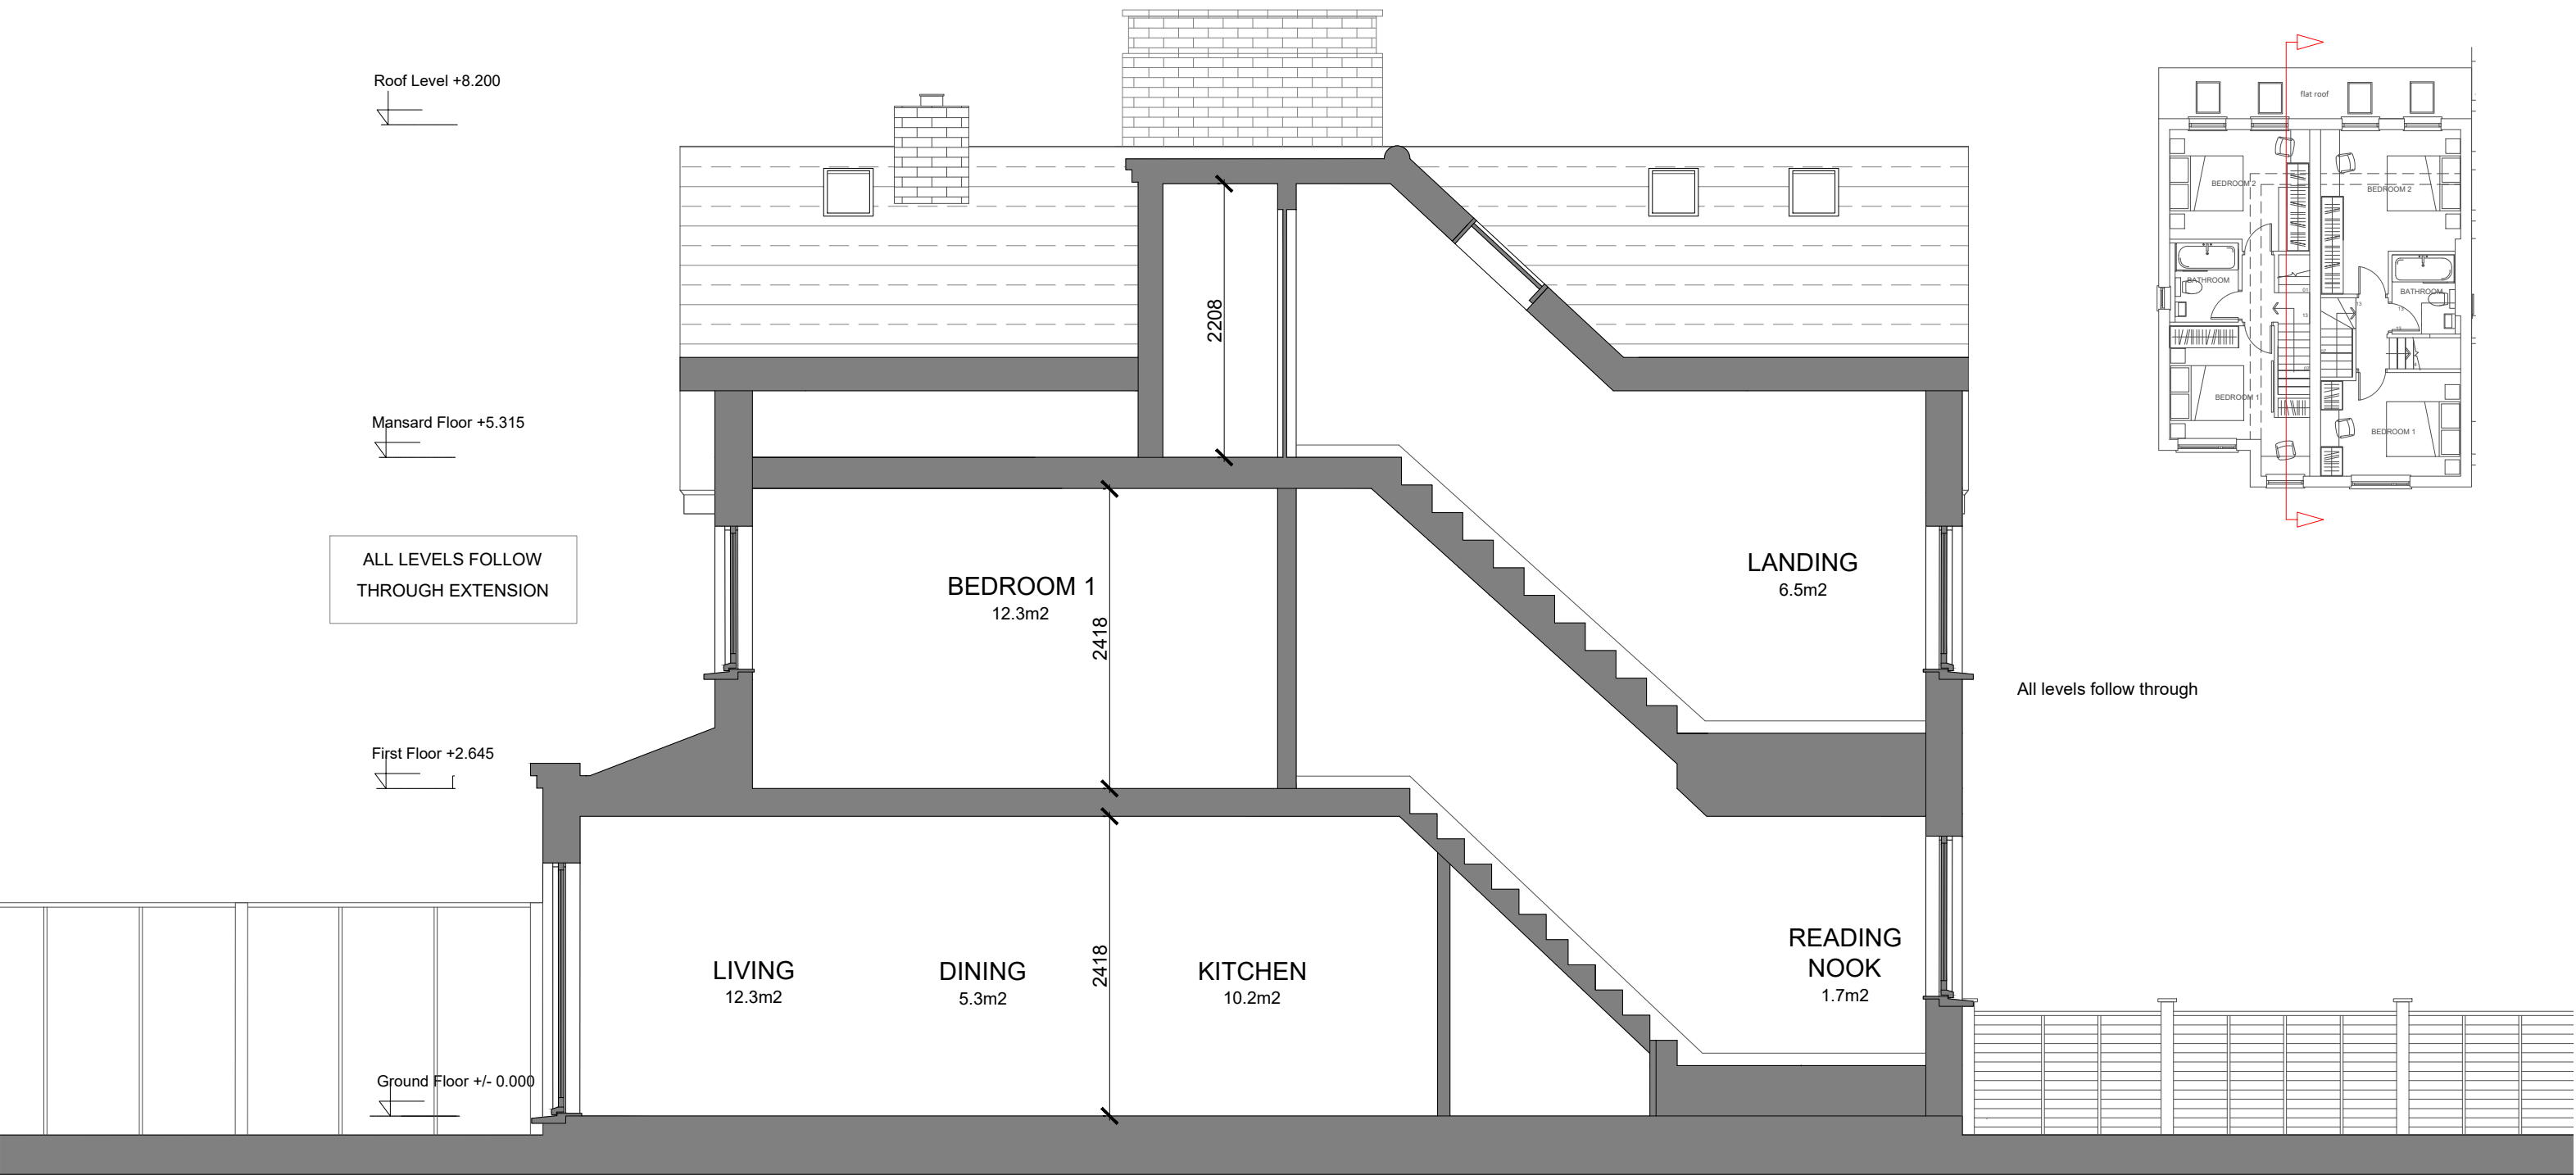 Roof Level +8.200
flat roof
BEDROOM 2
BEDROOM 2
BATHROOM
BATHROOM
BEDROOM 1
BEDROOM 1
2208
Mansard Floor +5.315
ALL LEVELS FOLLOW
THROUGH EXTENSION
BEDROOM 1
12.3m2
2418
LANDING
6.5m2
All levels follow through
First Floor +2.645
LIVING
12.3m2
DINING
5.3m2
2418
KITCHEN
10.2m2
READING
NOOK
1.7m2
Ground Floor +/- 0.000